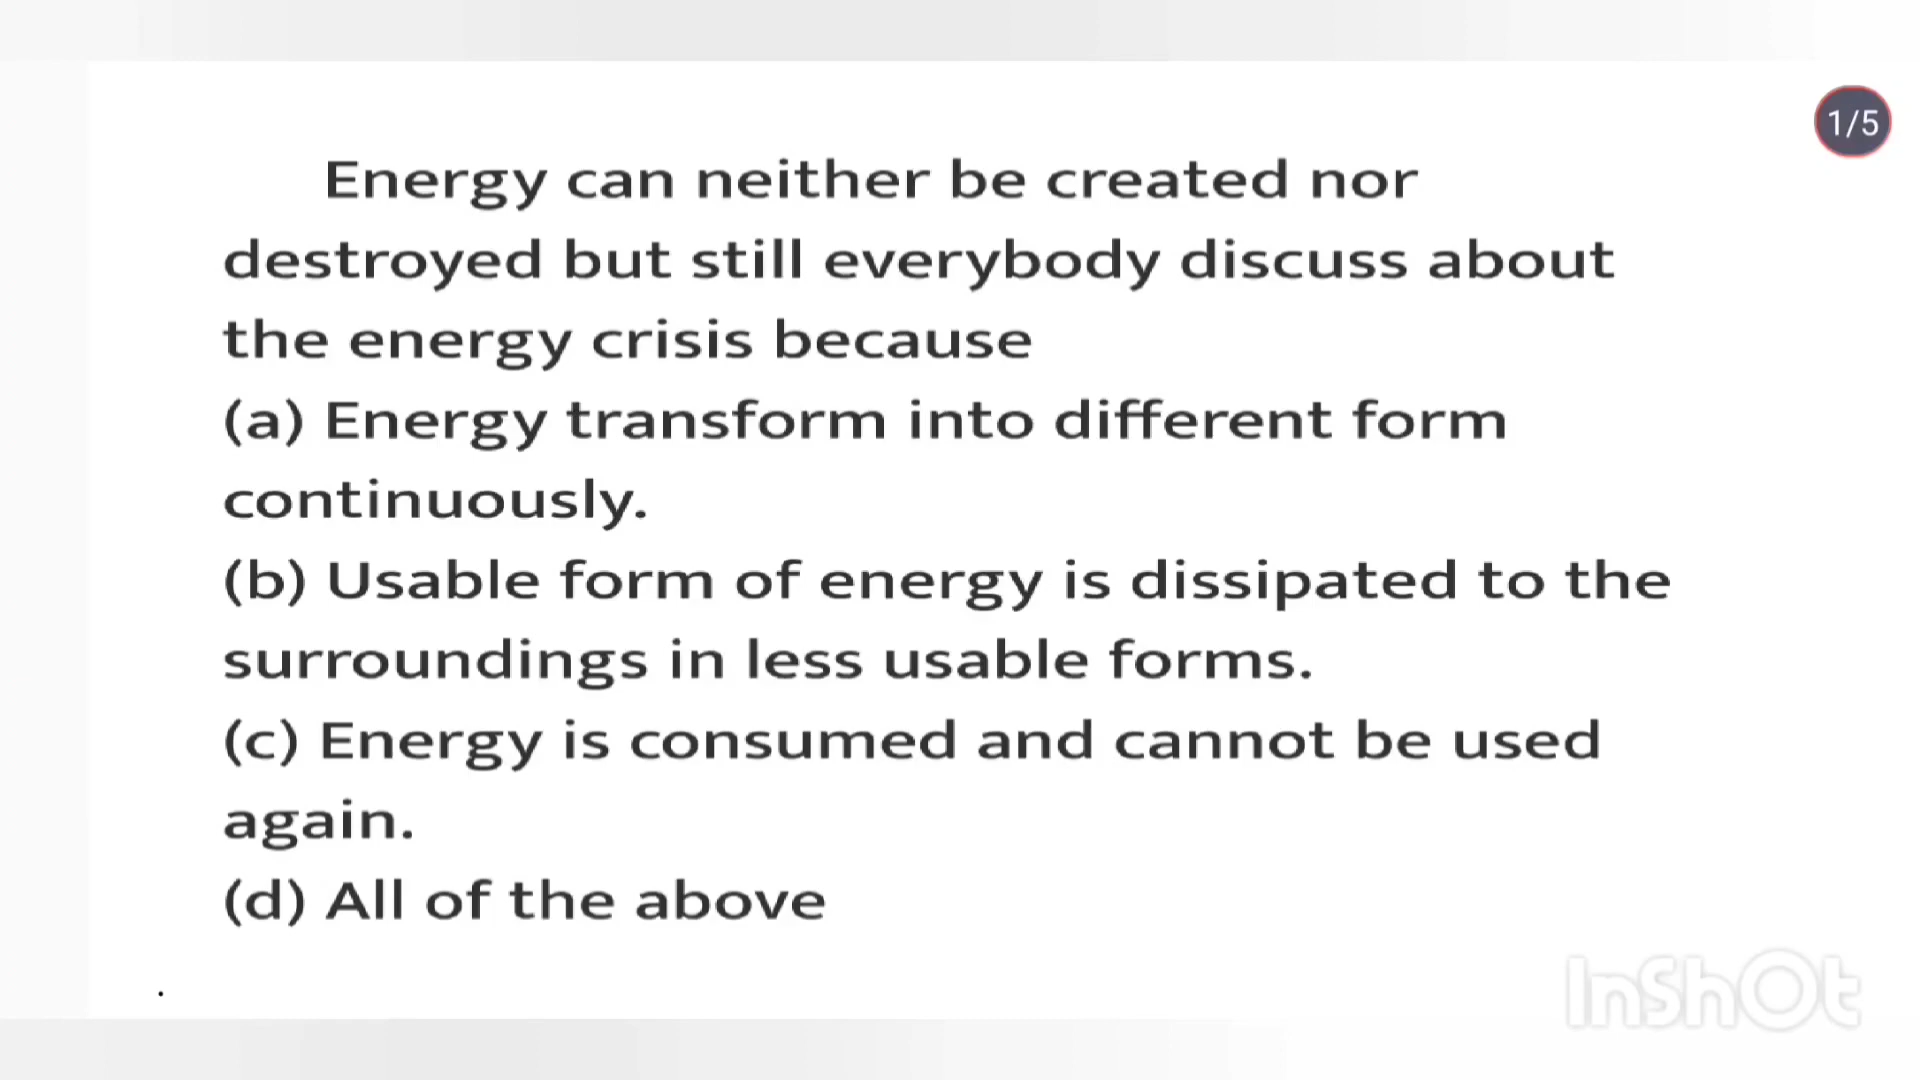 1/5
Energy can neither be created nor
destroyed but still everybody discuss about
the energy crisis because
(a) Energy transform into different form
continuously.
(b) Usable form of energy is dissipated to the
surroundings in less usable forms.
(c) Energy is consumed and cannot be used
again.
(d) All of the above
.
InShOt